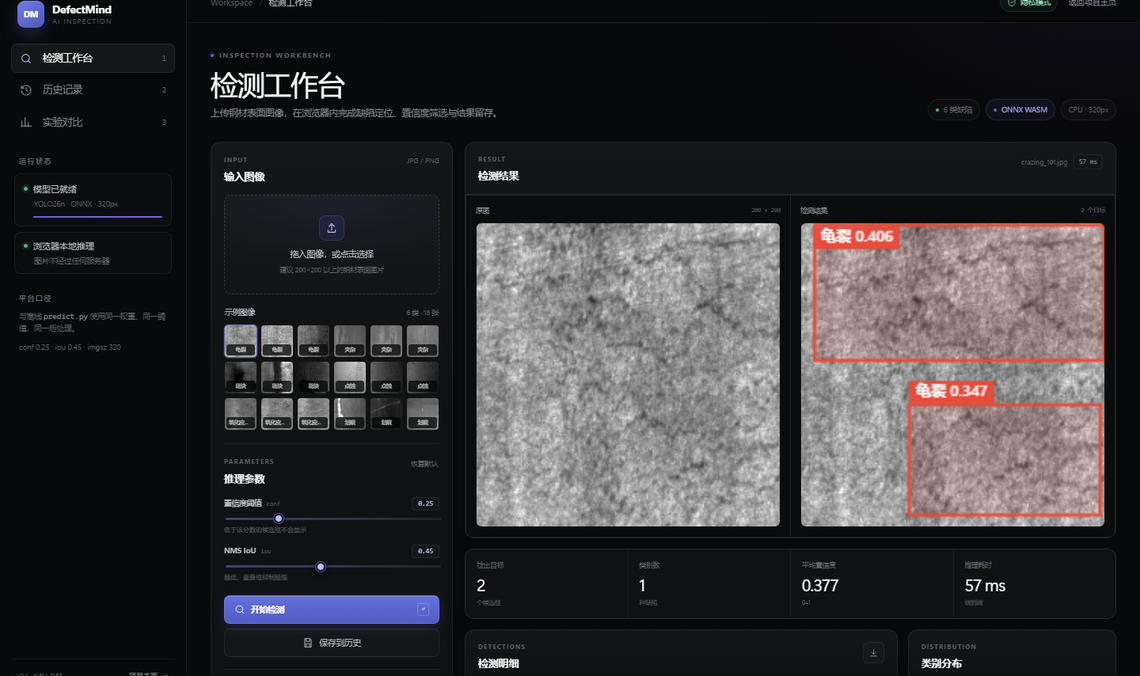 DM
DefectMind
AI INSPECTION
检测工作台 1
历史记录 2
实验对比 3
运行状态
模型已就绪
YOLO26n · ONNX · 320px
浏览器本地推理
图片不经过任何服务器
平台口径
与离线 predict.py 使用同一权重、同一阈值、同一后处理。
conf 0.25 · iou 0.45 · imgsz 320
Workspace / 检测工作台
隐私模式
返回项目主页
INSPECTION WORKBENCH
检测工作台
上传钢材表面图像，在浏览器内完成缺陷定位、置信度筛选与结果留存。
6 类缺陷
ONNX WASM
CPU · 320px
INPUT
JPG / PNG
输入图像
拖入图像，或点击选择
建议 200×200 以上的钢材表面图片
示例图像
6 类 · 18 张
龟裂
龟裂
龟裂
夹杂
夹杂
夹杂
斑块
斑块
斑块
点蚀
点蚀
点蚀
氧化皮...
氧化皮...
氧化皮...
划痕
划痕
划痕
PARAMETERS
恢复默认
推理参数
置信度阈值 conf
0.25
低于该分数的候选框不会显示
NMS IoU iou
0.45
越低，重叠框抑制越强
开始检测
保存到历史
RESULT
检测结果
crazing_101.jpg
57 ms
原图
200 × 200
检测结果
2 个目标
龟裂 0.406
龟裂 0.347
检出目标
2
个候选框
类别数
1
种缺陷
平均置信度
0.377
0–1
推理耗时
57 ms
DETECTIONS
检测明细
DISTRIBUTION
类别分布